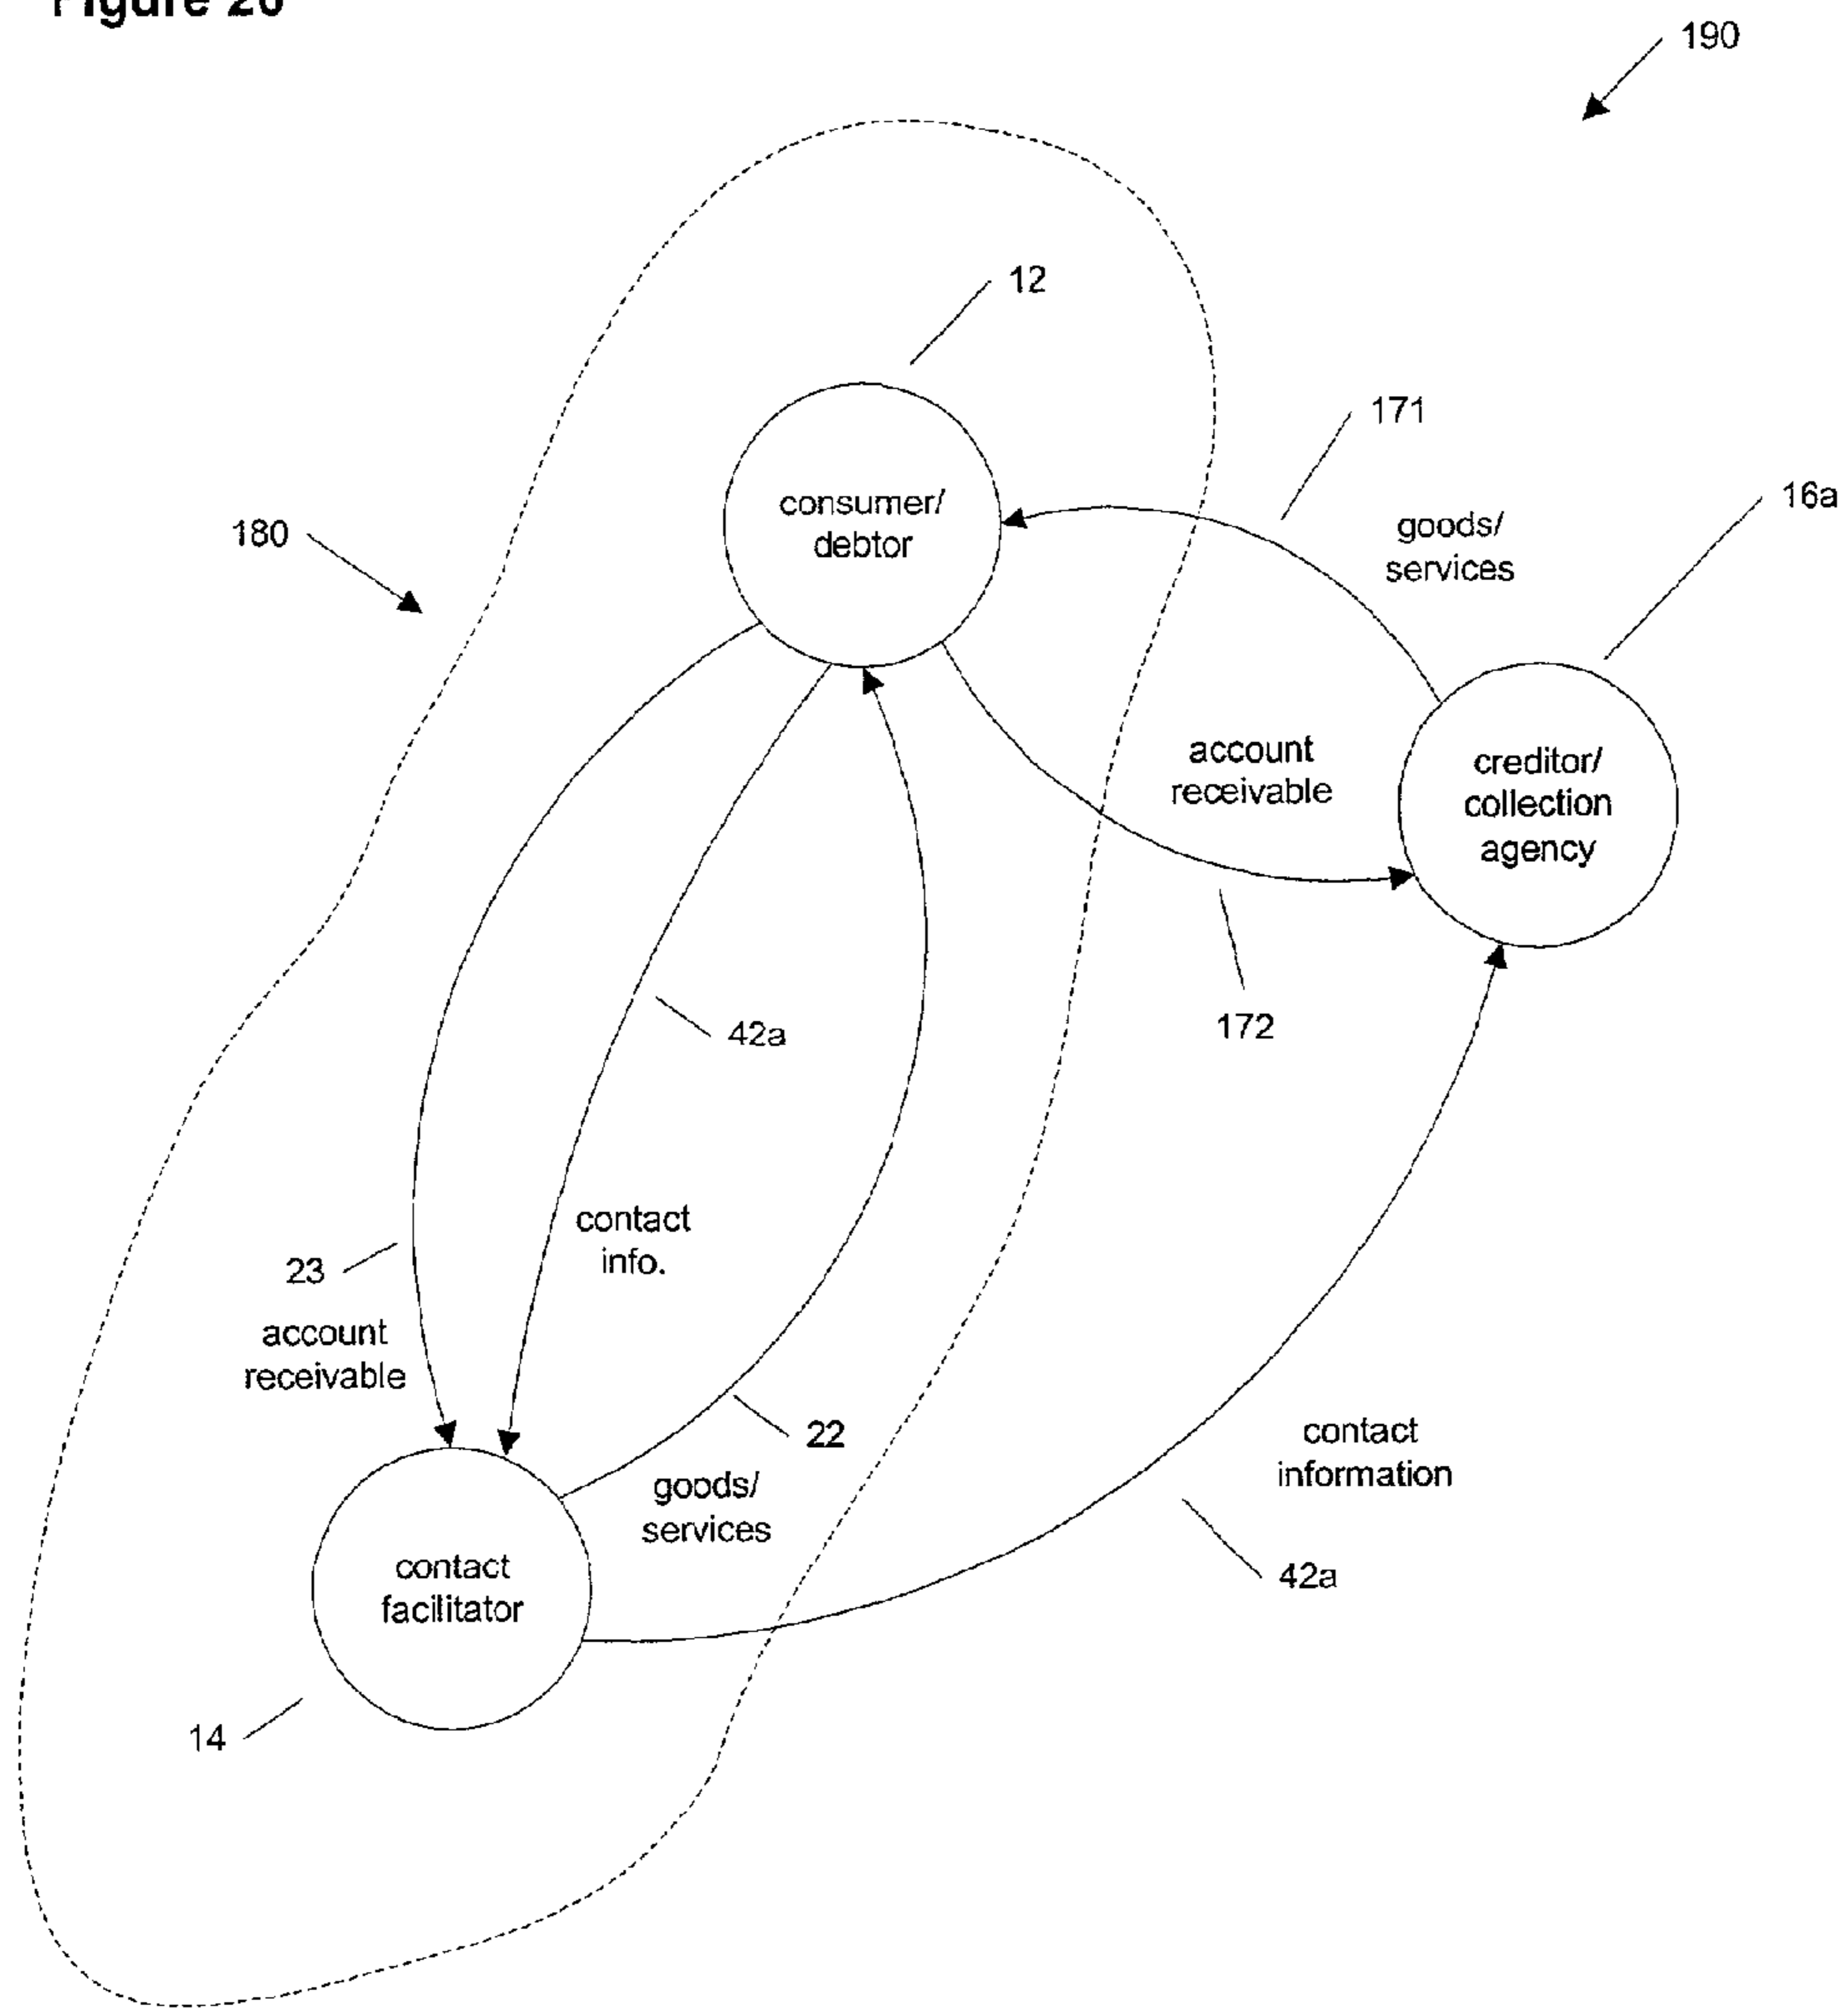 Figure 20
190
12
171
16a
goods/
services
consumer/
debtor
180
account
receivable
creditor/
collection
agency
42a
172
contact
info.
23
account
receivable
22
goods/
services
contact
information
contact
facilitator
42a
14